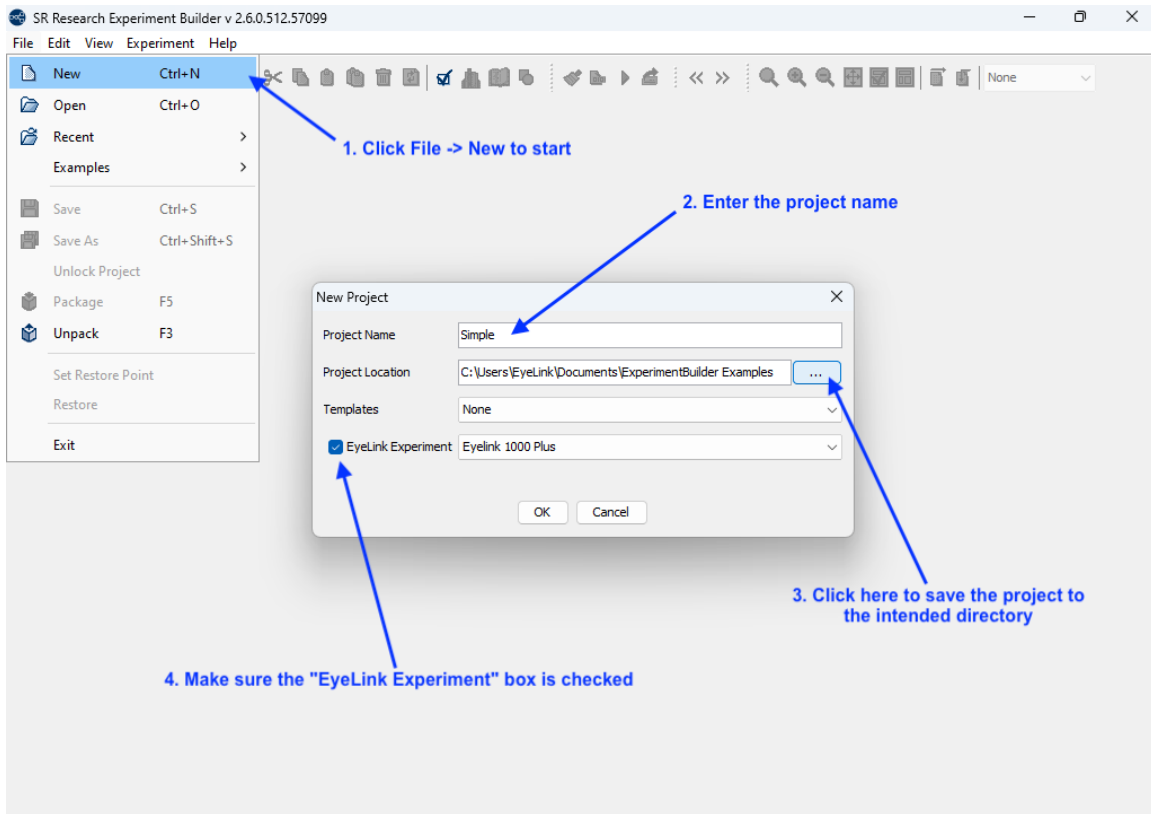 SR Research Experiment Builder v 2.6.0.512.57099
File Edit View Experiment Help
New Ctrl+N
None
Open Ctrl+O
Recent
Examples
Save Ctrl+S
Save As Ctrl+Shift+S
Unlock Project
Package F5
Unpack F3
Set Restore Point
Restore
Exit
1. Click File -> New to start
2. Enter the project name
New Project
Project Name Simple
Project Location C:\Users\EyeLink\Documents\ExperimentBuilder Examples ...
Templates None
EyeLink Experiment Eyelink 1000 Plus
OK Cancel
3. Click here to save the project to
the intended directory
4. Make sure the "EyeLink Experiment" box is checked